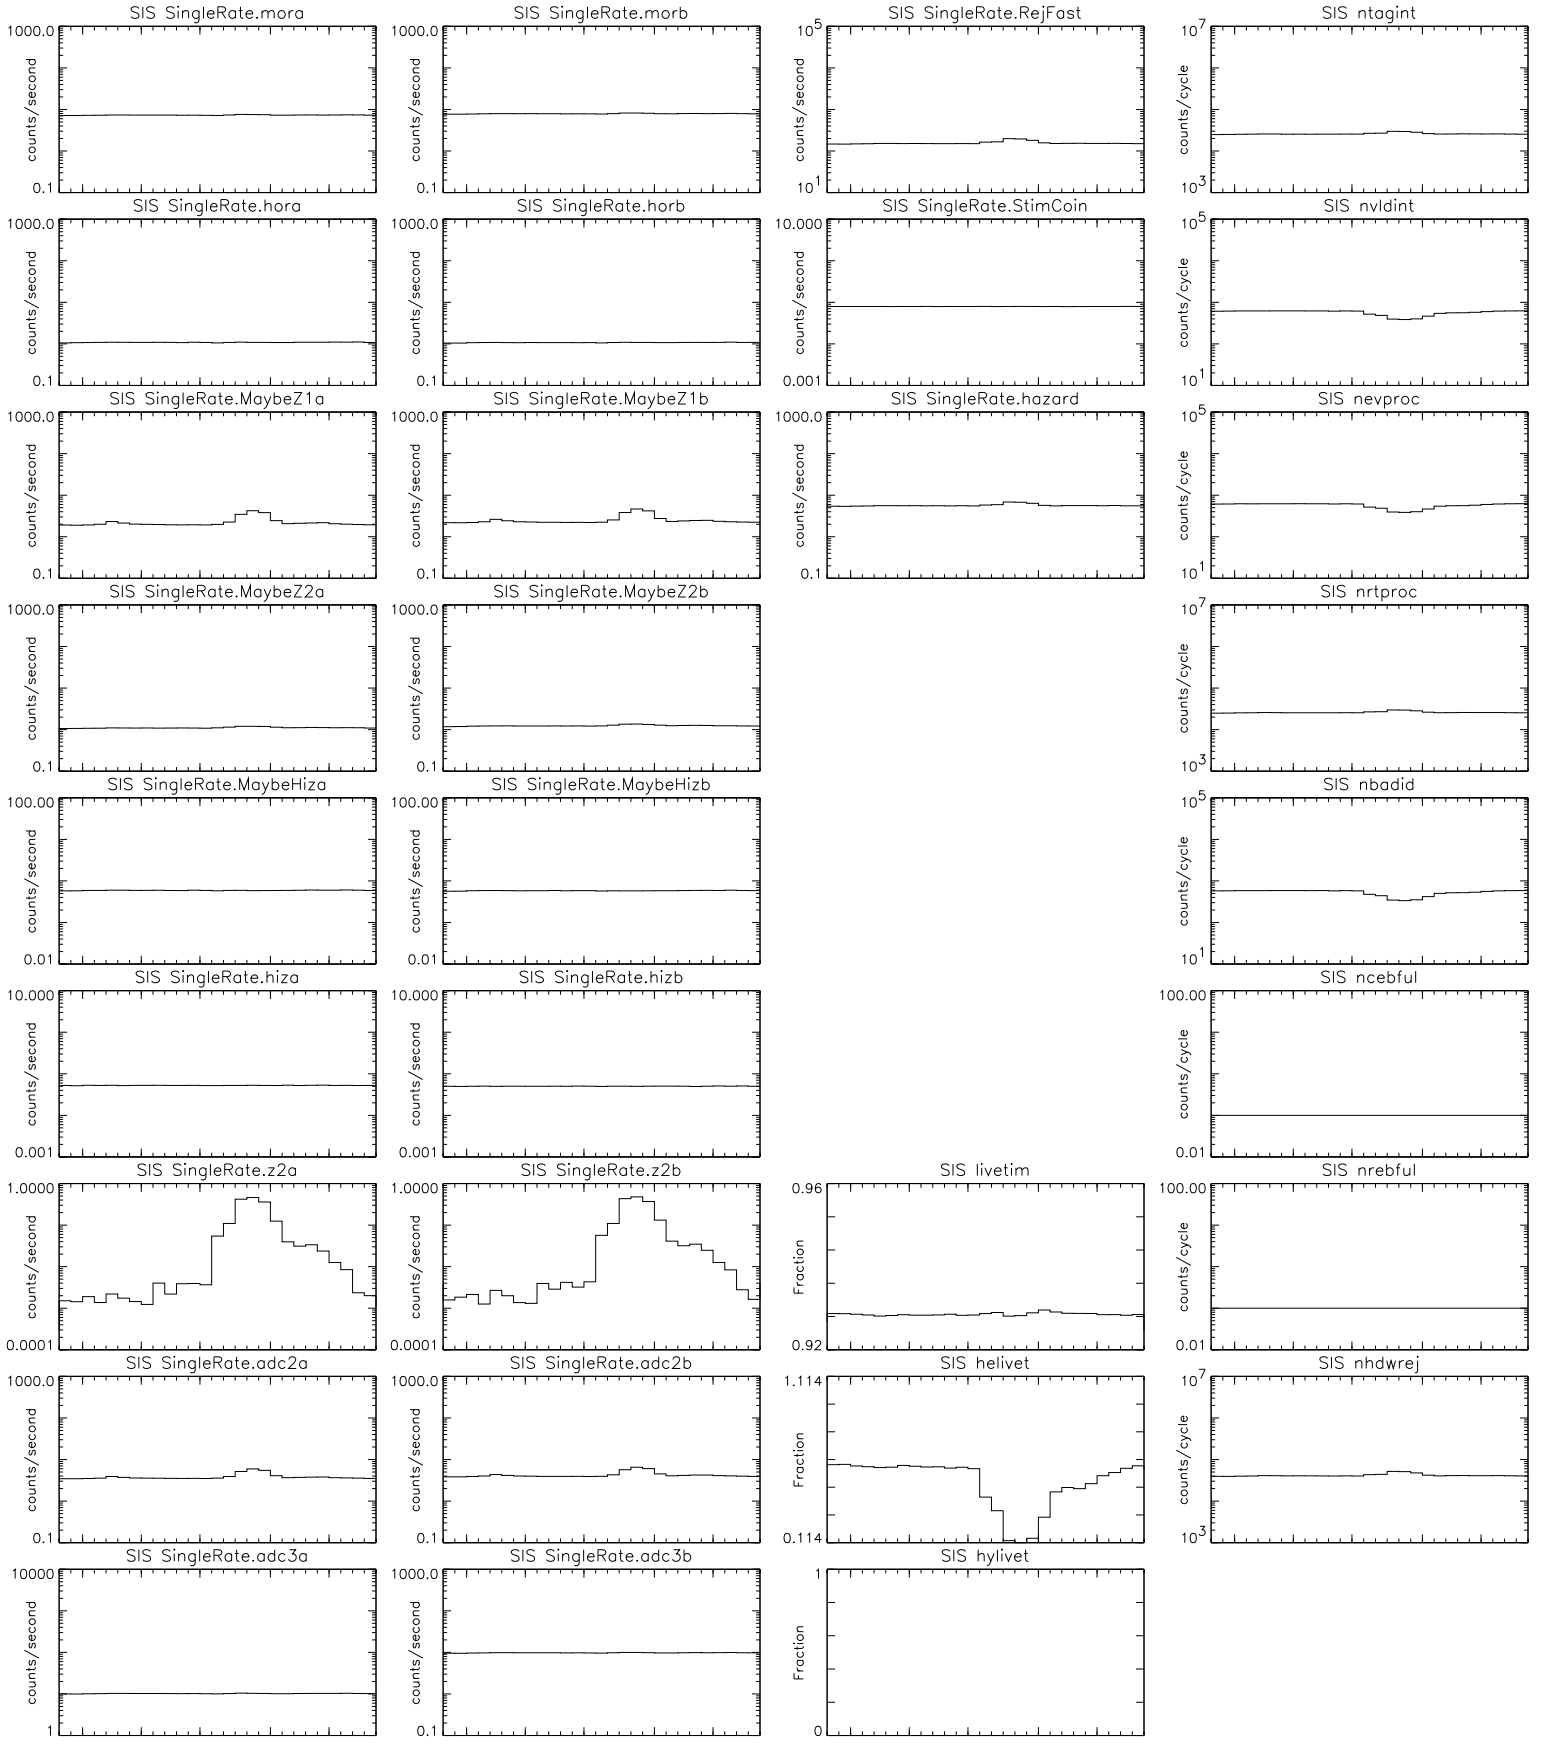 SIS SingleRate.mora
SIS SingleRate.morb
SIS SingleRate.RejFast
SIS ntagint
1000.0
counts/second
0.1
1000.0
counts/second
0.1
10^5
counts/second
10^1
10^7
counts/cycle
10^3
SIS SingleRate.hora
SIS SingleRate.horb
SIS SingleRate.StimCoin
SIS nvldint
1000.0
counts/second
0.1
1000.0
counts/second
0.1
10.000
counts/second
0.001
10^5
counts/cycle
10^1
SIS SingleRate.MaybeZ1a
SIS SingleRate.MaybeZ1b
SIS SingleRate.hazard
SIS nevproc
1000.0
counts/second
0.1
1000.0
counts/second
0.1
1000.0
counts/second
0.1
10^5
counts/cycle
10^1
SIS SingleRate.MaybeZ2a
SIS SingleRate.MaybeZ2b
SIS nrtproc
1000.0
counts/second
0.1
1000.0
counts/second
0.1
10^7
counts/cycle
10^3
SIS SingleRate.MaybeHiza
SIS SingleRate.MaybeHizb
SIS nbadid
100.00
counts/second
0.01
100.00
counts/second
0.01
10^5
counts/cycle
10^1
SIS SingleRate.hiza
SIS SingleRate.hizb
SIS ncebful
10.000
counts/second
0.001
10.000
counts/second
0.001
100.00
counts/cycle
0.01
SIS SingleRate.z2a
SIS SingleRate.z2b
SIS livetim
SIS nrebful
1.0000
counts/second
0.0001
1.0000
counts/second
0.0001
0.96
Fraction
0.92
100.00
counts/cycle
0.01
SIS SingleRate.adc2a
SIS SingleRate.adc2b
SIS helivet
SIS nhdwrej
1000.0
counts/second
0.1
1000.0
counts/second
0.1
1.114
Fraction
0.114
10^7
counts/cycle
10^3
SIS SingleRate.adc3a
SIS SingleRate.adc3b
SIS hylivet
10000
counts/second
1
1000.0
counts/second
0.1
1
Fraction
0